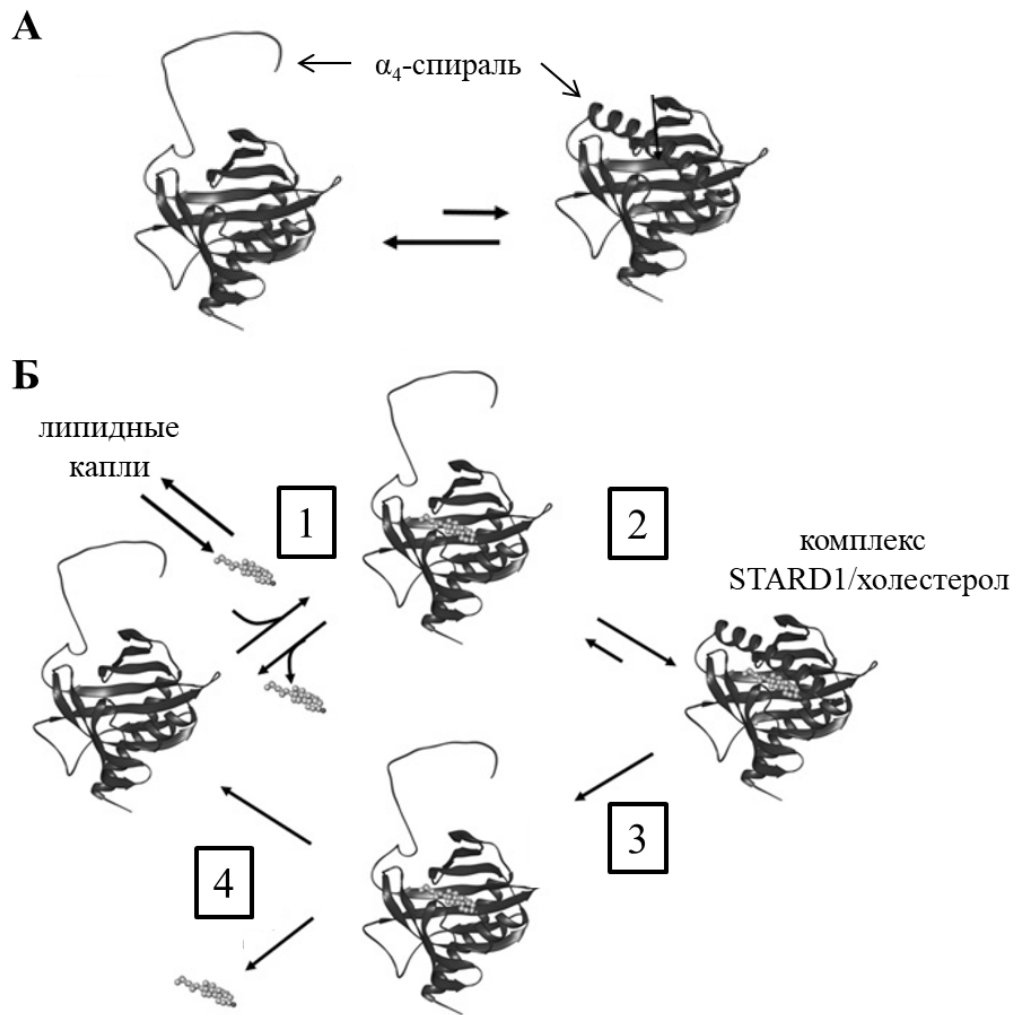 А
α₄-спираль
Б
липидные
капли
1
2
комплекс
STARD1/холестерол
3
4